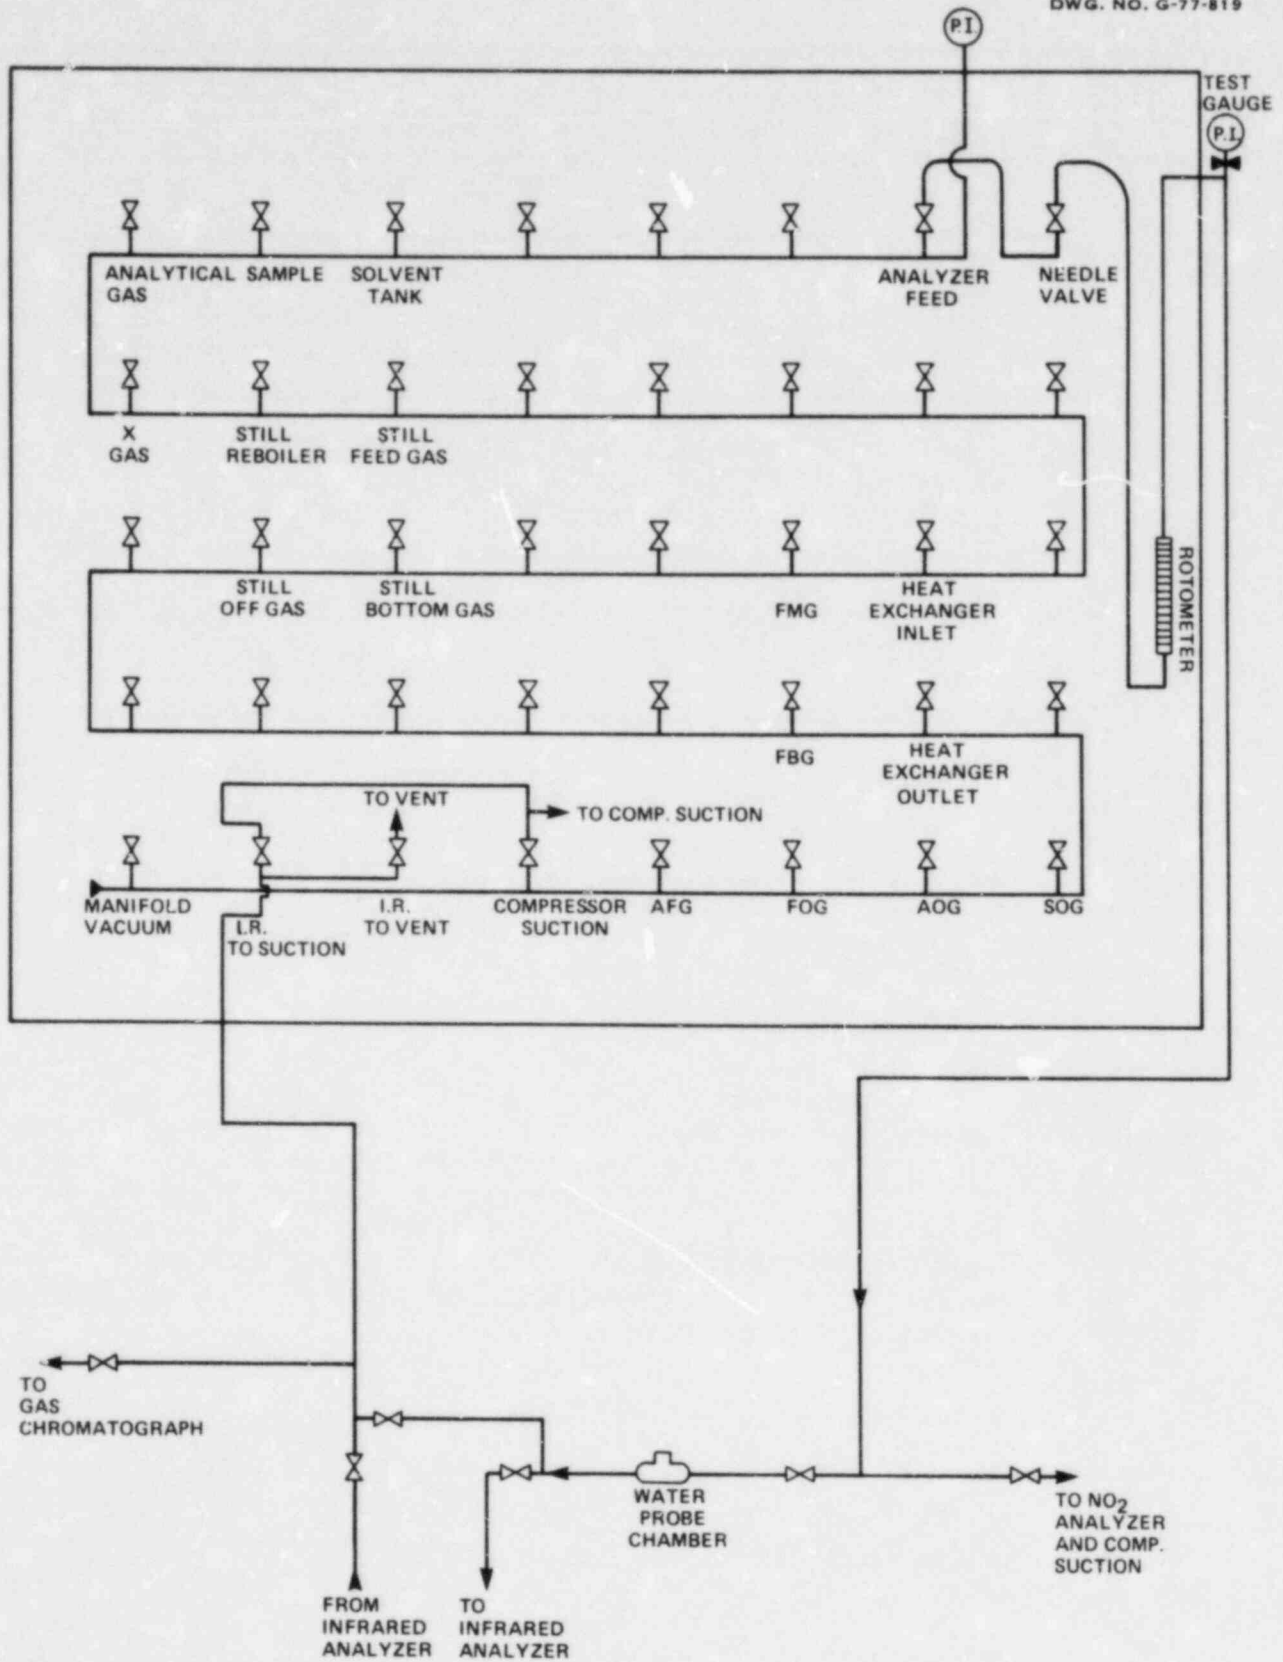 DWG. NO. G-77-819
P.I.
TEST
GAUGE
P.I.
ANALYTICAL
GAS
SAMPLE
SOLVENT
TANK
ANALYZER
FEED
NEEDLE
VALVE
X
GAS
STILL
REBOILER
STILL
FEED GAS
STILL
OFF GAS
STILL
BOTTOM GAS
FMG
HEAT
EXCHANGER
INLET
ROTOMETER
FBG
HEAT
EXCHANGER
OUTLET
TO VENT
TO COMP. SUCTION
MANIFOLD
VACUUM
I.R.
TO SUCTION
I.R.
TO VENT
COMPRESSOR
SUCTION
AFG
FOG
AOG
SOG
TO
GAS
CHROMATOGRAPH
WATER
PROBE
CHAMBER
TO NO2
ANALYZER
AND COMP.
SUCTION
FROM
INFRARED
ANALYZER
TO
INFRARED
ANALYZER